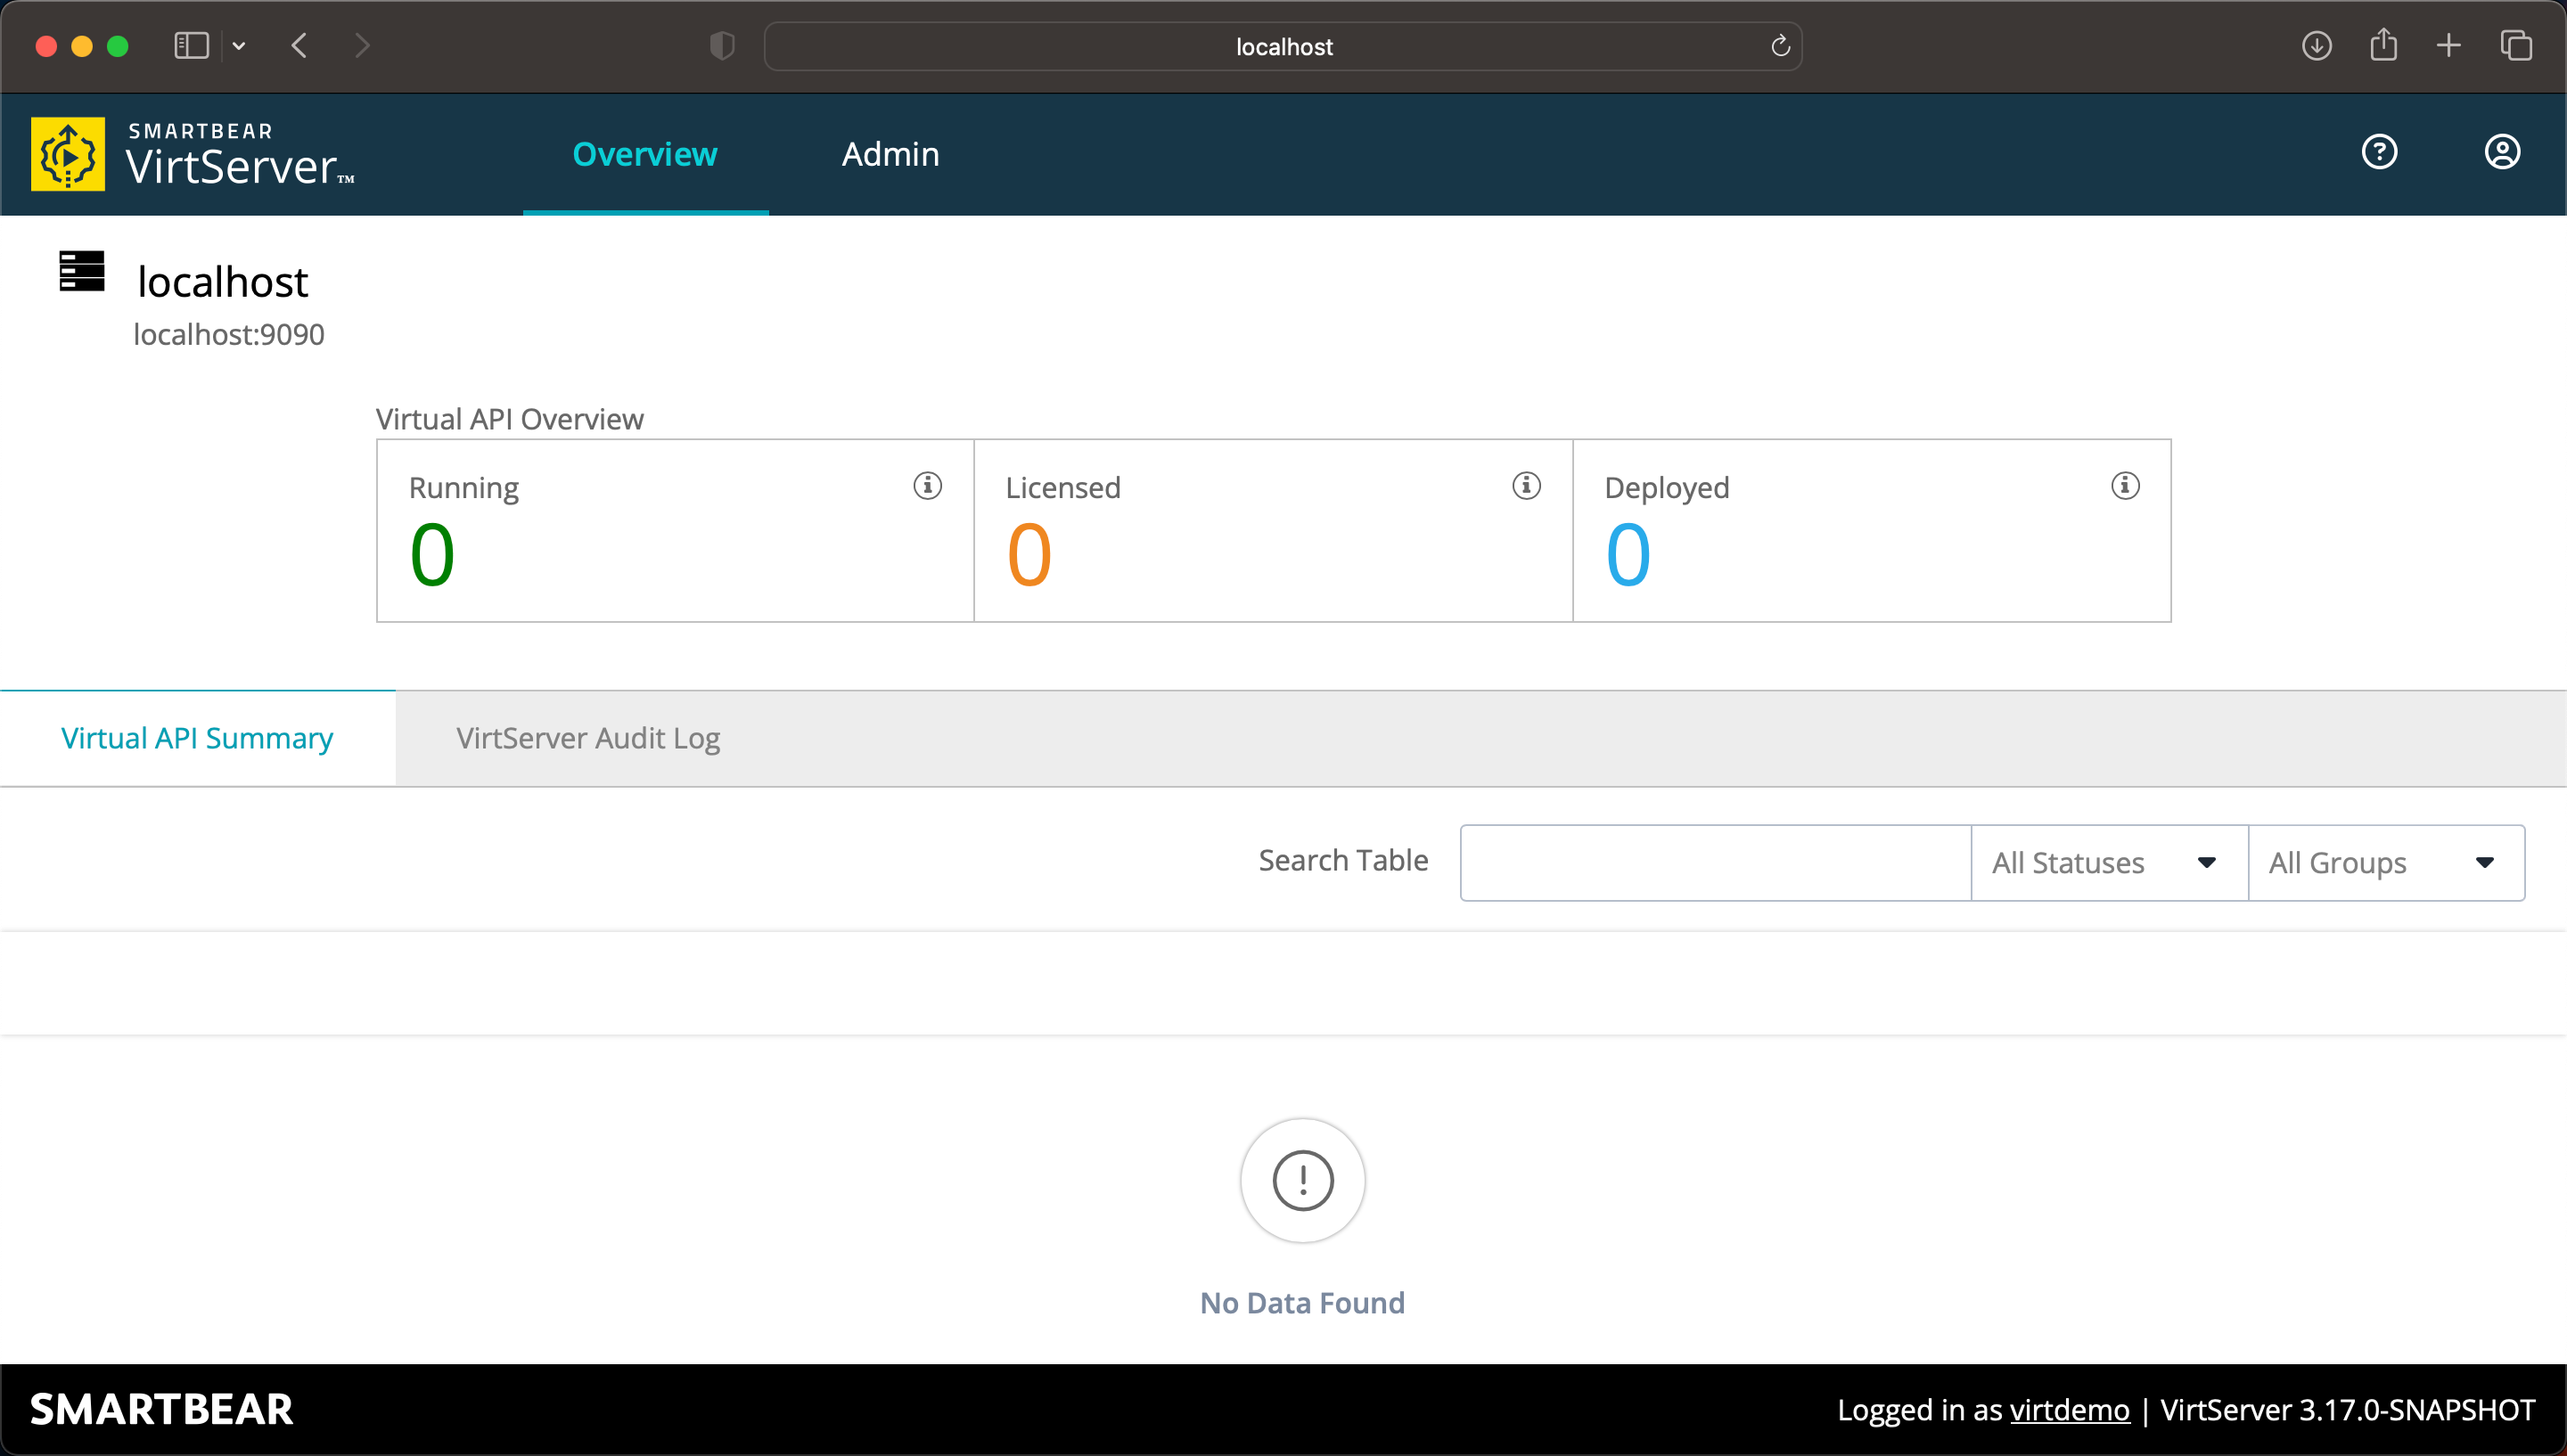 localhost
SMARTBEAR
VirtServer™
Overview
Admin
localhost
localhost:9090
Virtual API Overview
Running
Licensed
Deployed
0
0
0
Virtual API Summary
VirtServer Audit Log
Search Table
All Statuses
All Groups
No Data Found
SMARTBEAR
Logged in as virtdemo | VirtServer 3.17.0-SNAPSHOT